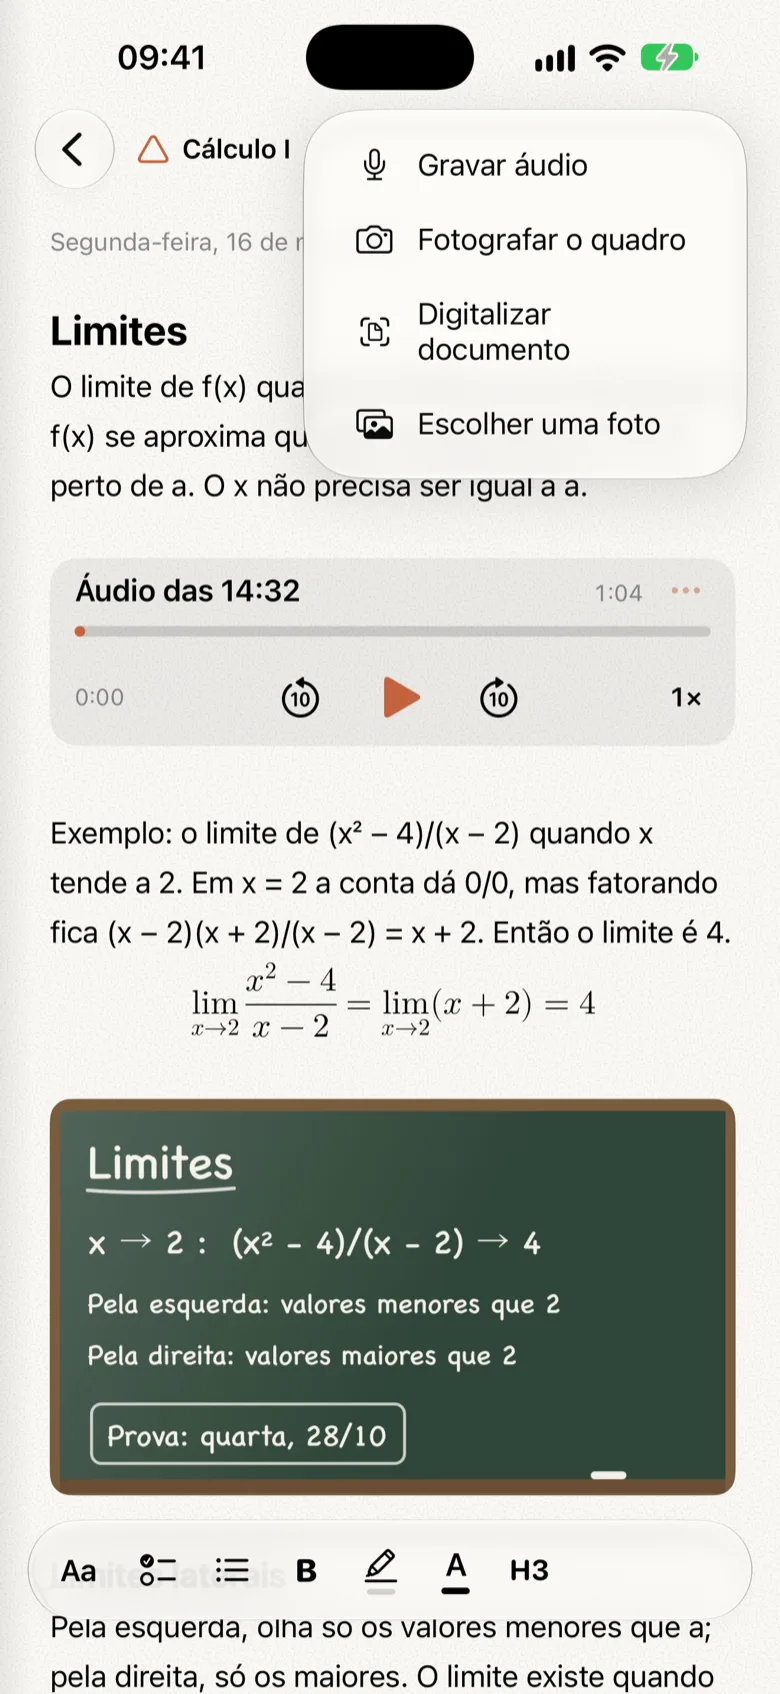 09:41
Cálculo I
Gravar áudio
Fotografar o quadro
Digitalizar
documento
Escolher uma foto
Segunda-feira, 16 de
Limites
O limite de f(x) qua
f(x) se aproxima qu
perto de a. O x não precisa ser igual a a.
Áudio das 14:32
1:04
0:00
10
10
1×
Exemplo: o limite de (x² – 4)/(x – 2) quando x
tende a 2. Em x = 2 a conta dá 0/0, mas fatorando
fica (x – 2)(x + 2)/(x – 2) = x + 2. Então o limite é 4.
lim x→2 (x² − 4)/(x − 2) = lim x→2 (x + 2) = 4
Limites
x → 2 : (x² - 4)/(x - 2) → 4
Pela esquerda: valores menores que 2
Pela direita: valores maiores que 2
Prova: quarta, 28/10
Aa B A H3
Limites laterais
Pela esquerda, olha só os valores menores que a;
pela direita, só os maiores. O limite existe quando